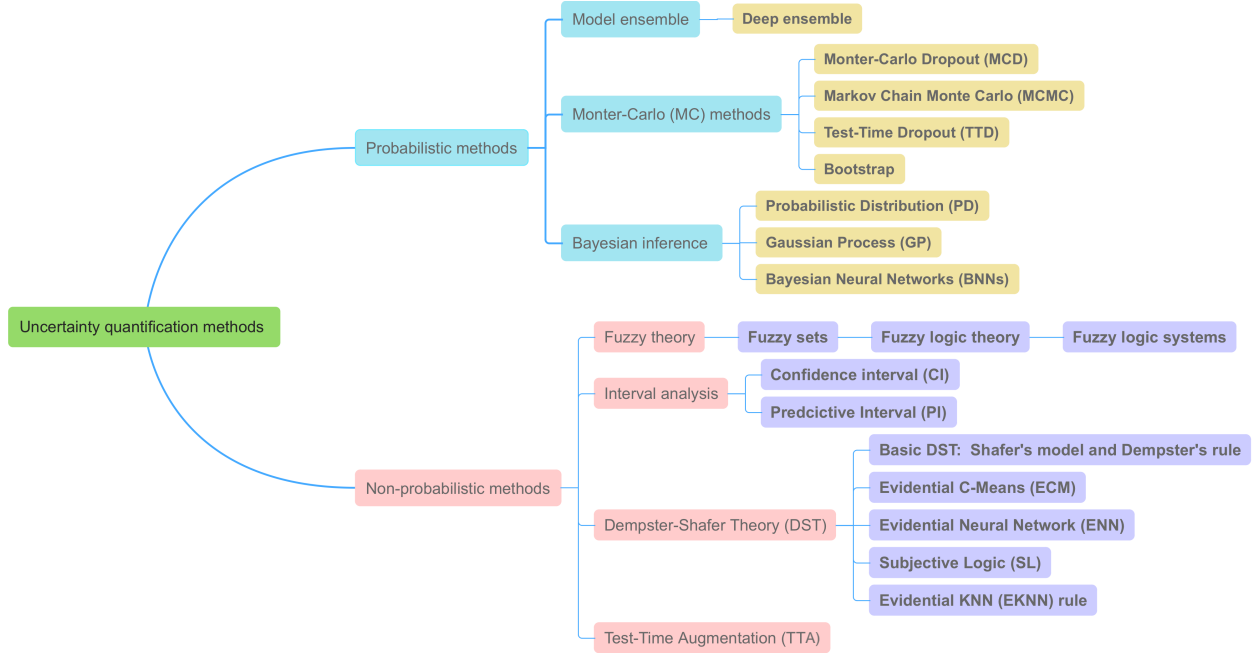 Model ensemble
Deep ensemble
Monter-Carlo Dropout (MCD)
Markov Chain Monte Carlo (MCMC)
Monter-Carlo (MC) methods
Test-Time Dropout (TTD)
Probabilistic methods
Bootstrap
Probabilistic Distribution (PD)
Bayesian inference
Gaussian Process (GP)
Bayesian Neural Networks (BNNs)
Uncertainty quantification methods
Fuzzy theory
Fuzzy sets
Fuzzy logic theory
Fuzzy logic systems
Confidence interval (CI)
Interval analysis
Predcictive Interval (PI)
Basic DST:  Shafer's model and Dempster's rule
Non-probabilistic methods
Evidential C-Means (ECM)
Dempster-Shafer Theory (DST)
Evidential Neural Network (ENN)
Subjective Logic (SL)
Evidential KNN (EKNN) rule
Test-Time Augmentation (TTA)